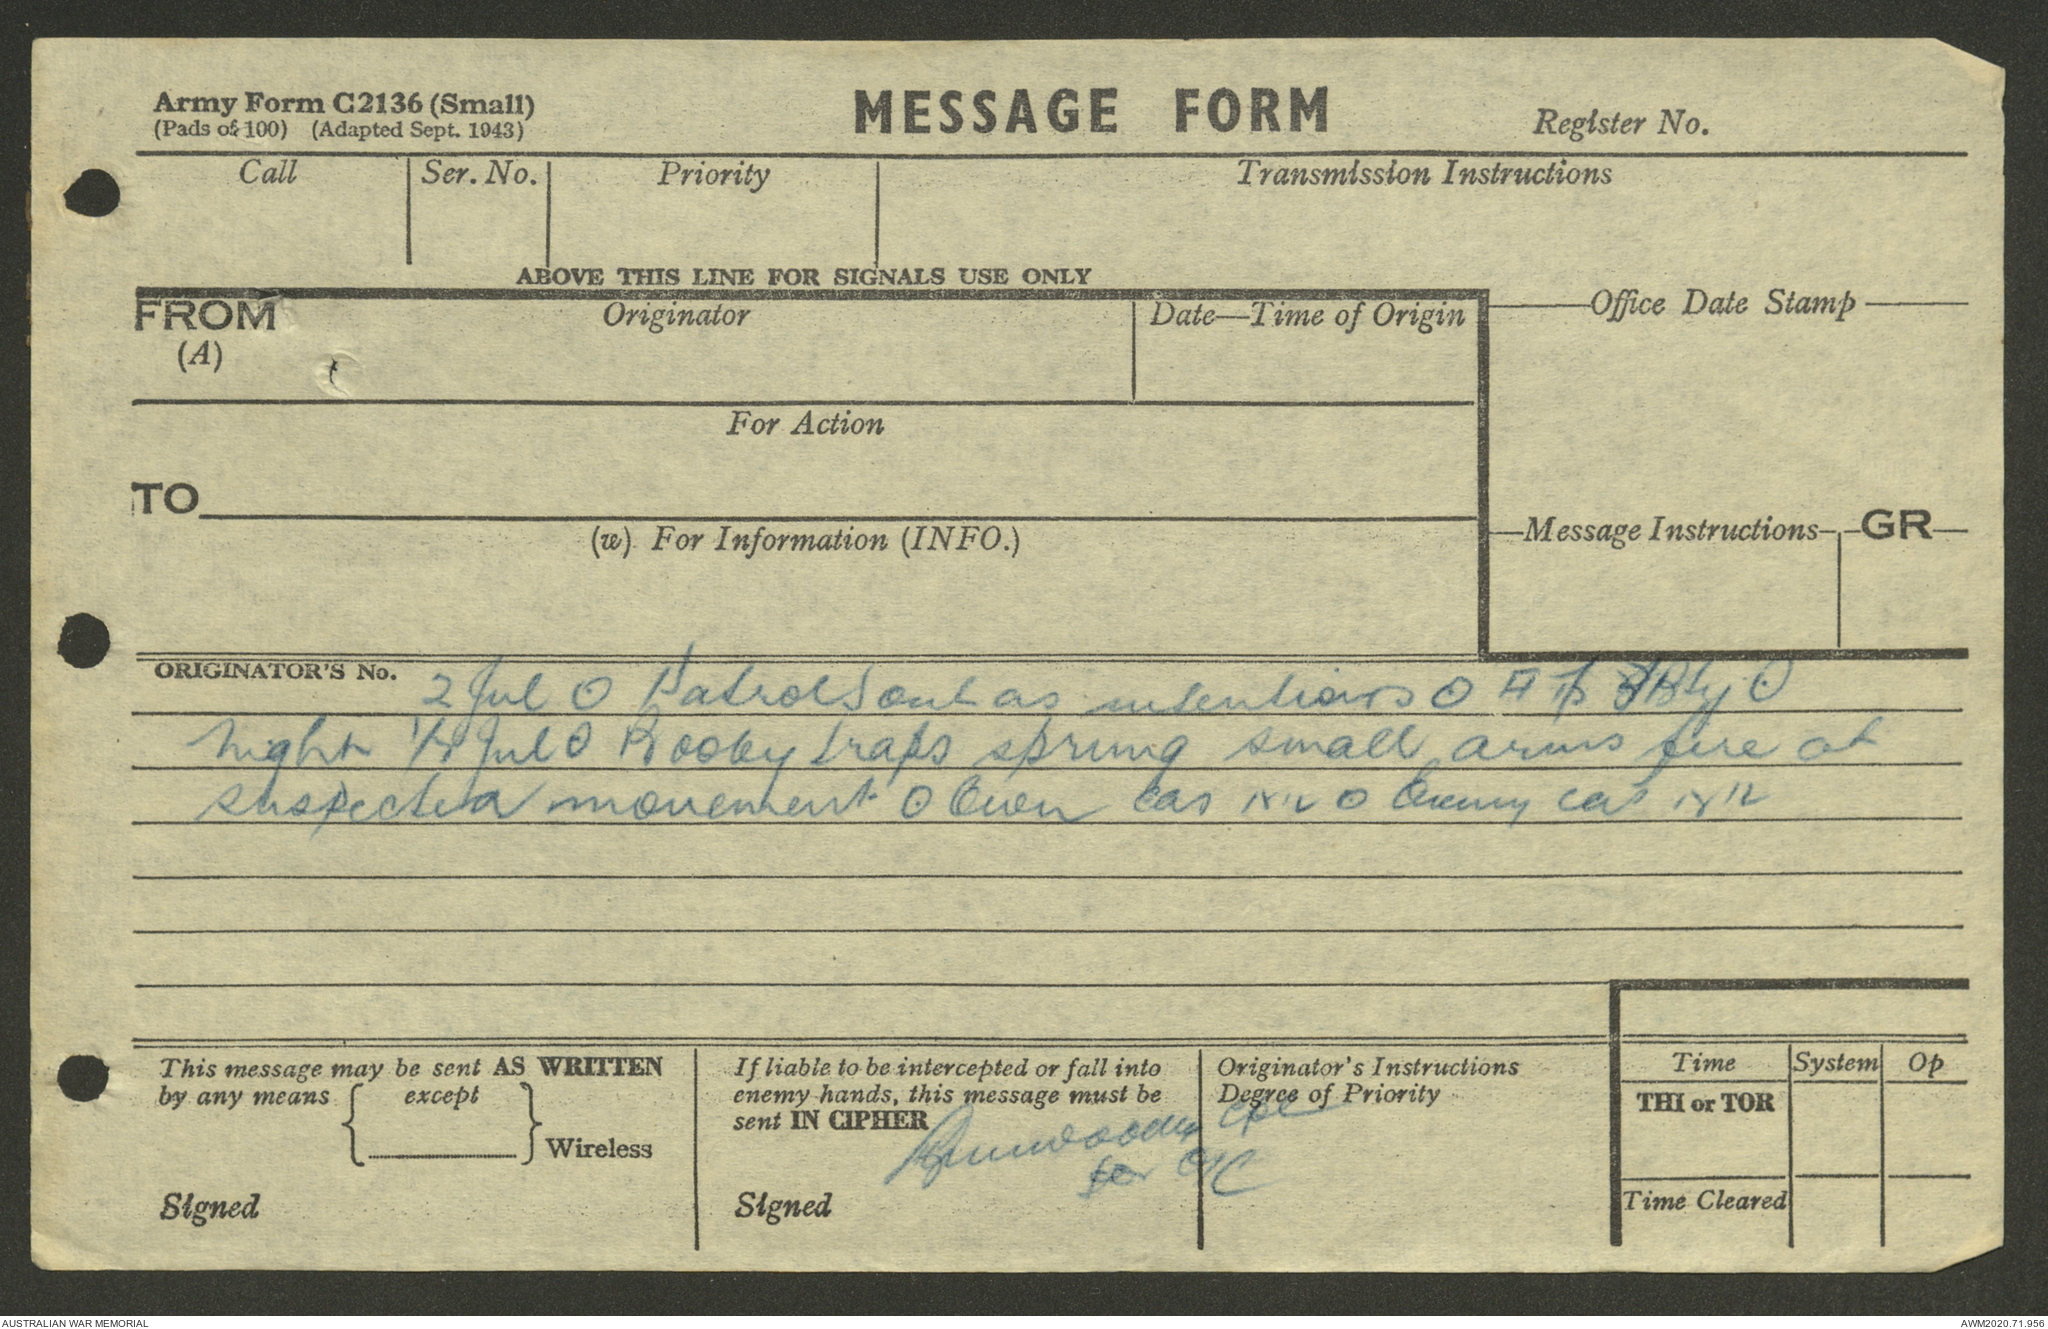 Army Form C2136 (Small)
(Pads of 100) (Adapted Sept. 1943)
MESSAGE FORM
Register No.
Call
Ser. No.
Priority
Transmission Instructions
ABOVE THIS LINE FOR SIGNALS USE ONLY
FROM
(A)
Originator
Date—Time of Origin
Office Date Stamp
For Action
TO
(w) For Information (INFO.)
Message Instructions
GR
ORIGINATOR'S No.
2 Jul O Patrols out as intentions O
night 1/2 Jul O Booby traps sprung small arms fire at
suspected movement O Own cas NIL O Enemy cas NIL
This message may be sent AS WRITTEN
by any means
except
Wireless
Signed
If liable to be intercepted or fall into
enemy hands, this message must be
sent IN CIPHER
Signed
Originator's Instructions
Degree of Priority
for
Time
System
Op
THI or TOR
Time Cleared
AUSTRALIAN WAR MEMORIAL
AWM2020.71.956